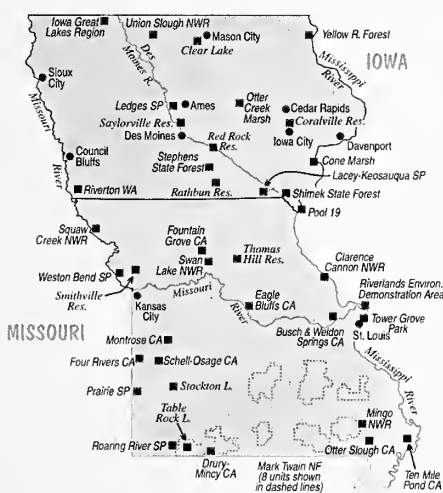 Iowa Great
Lakes Region
Union Slough NWR
Mason City
Clear Lake
Yellow R. Forest
IOWA
Des
Moines R.
Mississippi
River
Sioux
City
Missouri
River
Ledges SP
Ames
Otter
Creek
Marsh
Cedar Rapids
Coralville Res.
Saylorville Res.
Des Moines
Red Rock
Res.
Iowa City
Davenport
Stephens
State Forest
Cone Marsh
Council
Bluffs
Lacey-Keosauqua SP
Riverton WA
Rathbun Res.
Shimek State Forest
Pool 19
Squaw
Creek NWR
Fountain
Grove CA
Swan
Lake NWR
Thomas
Hill Res.
Clarence
Cannon NWR
Weston Bend SP
Smithville
Res.
Missouri
River
Kansas
City
Eagle
Bluffs CA
Riverlands Environ.
Demonstration Area
Tower Grove
Park
Busch & Weldon
Springs CA
St. Louis
MISSOURI
Montrose CA
Mississippi
River
Four Rivers CA
Schell-Osage CA
Prairie SP
Stockton L.
Table
Rock L.
Mingo
NWR
Roaring River SP
Otter Slough CA
Drury-
Mincy CA
Mark Twain NF
(8 units shown
in dashed lines)
Ten Mile
Pond CA